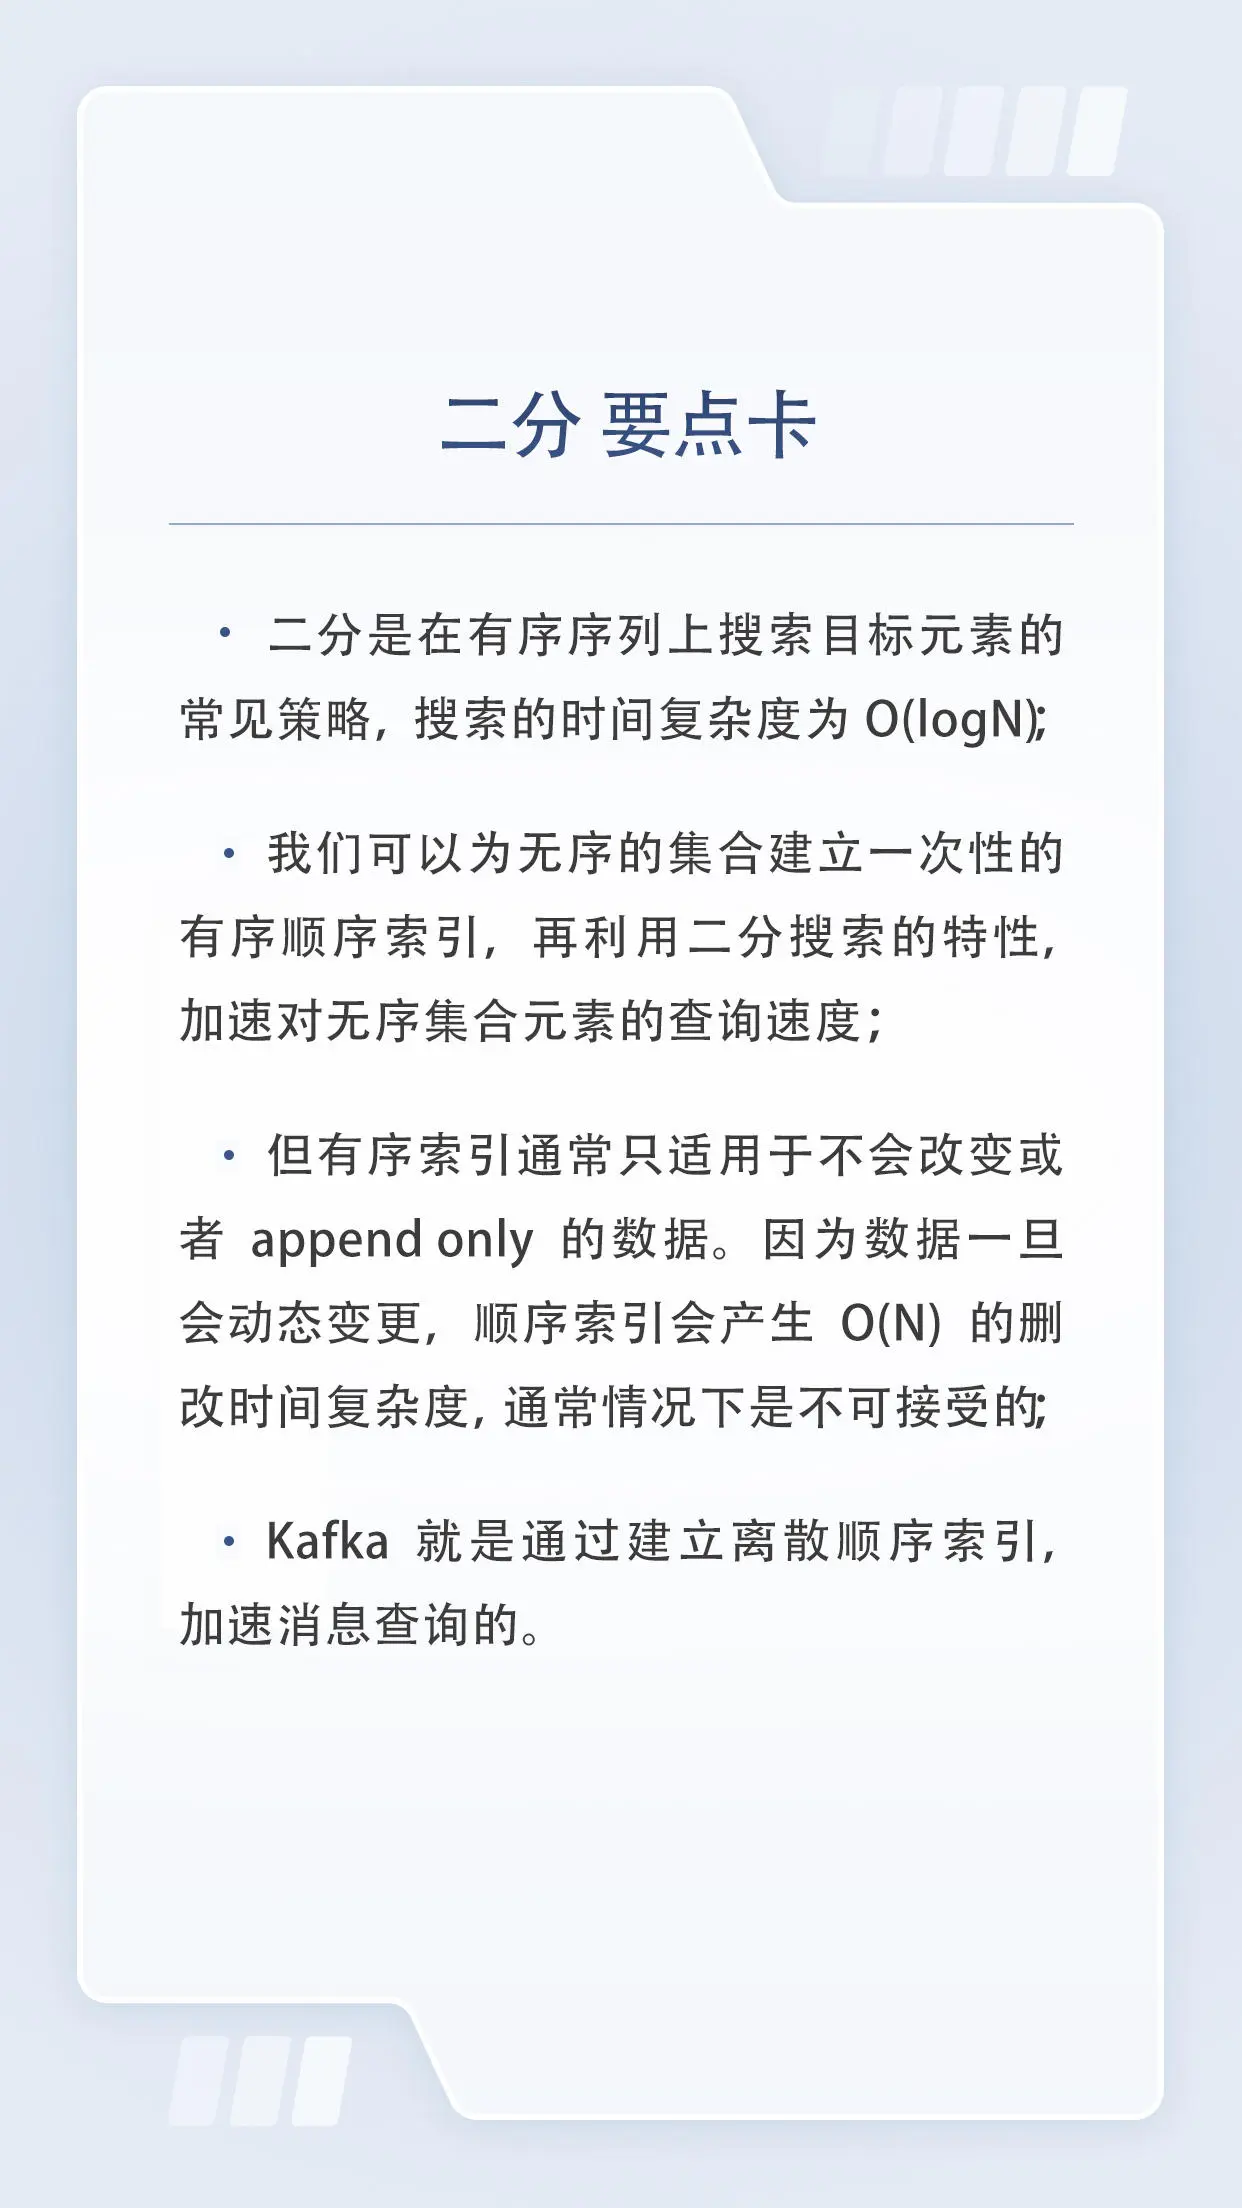 二分 要点卡
• 二分是在有序序列上搜索目标元素的
常见策略，搜索的时间复杂度为 O(logN)；
• 我们可以为无序的集合建立一次性的
有序顺序索引，再利用二分搜索的特性，
加速对无序集合元素的查询速度；
• 但有序索引通常只适用于不会改变或
者 append only 的数据。因为数据一旦
会动态变更，顺序索引会产生 O(N) 的删
改时间复杂度，通常情况下是不可接受的；
• Kafka 就是通过建立离散顺序索引，
加速消息查询的。